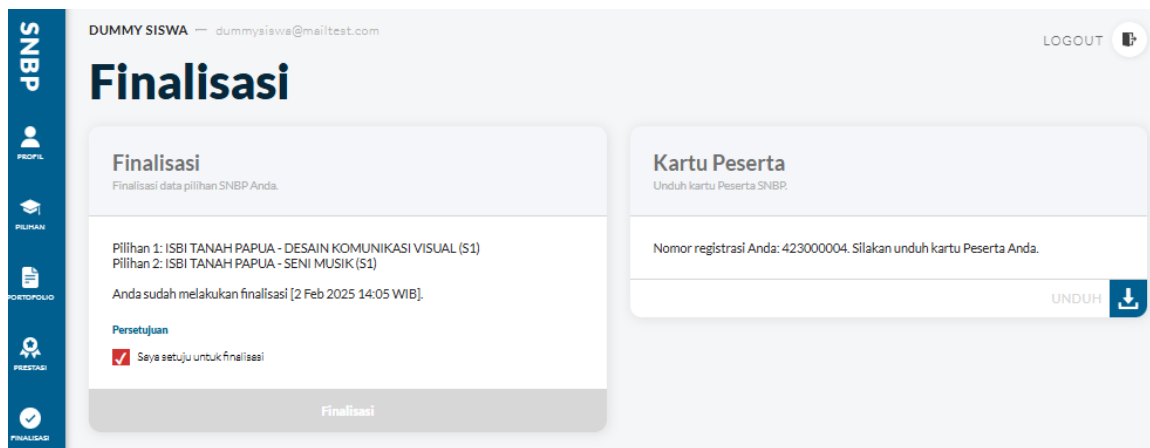 SNBP
PROFIL
PILIHAN
PORTOFOLIO
PRESTASI
FINALISASI
DUMMY SISWA — dummysiswa@mailtest.com
LOGOUT
Finalisasi
Finalisasi
Finalisasi data pilihan SNBP Anda.
Pilihan 1: ISBI TANAH PAPUA - DESAIN KOMUNIKASI VISUAL (S1)
Pilihan 2: ISBI TANAH PAPUA - SENI MUSIK (S1)
Anda sudah melakukan finalisasi [2 Feb 2025 14:05 WIB].
Persetujuan
Saya setuju untuk finalisasi
Finalisasi
Kartu Peserta
Unduh kartu Peserta SNBP.
Nomor registrasi Anda: 423000004. Silakan unduh kartu Peserta Anda.
UNDUH